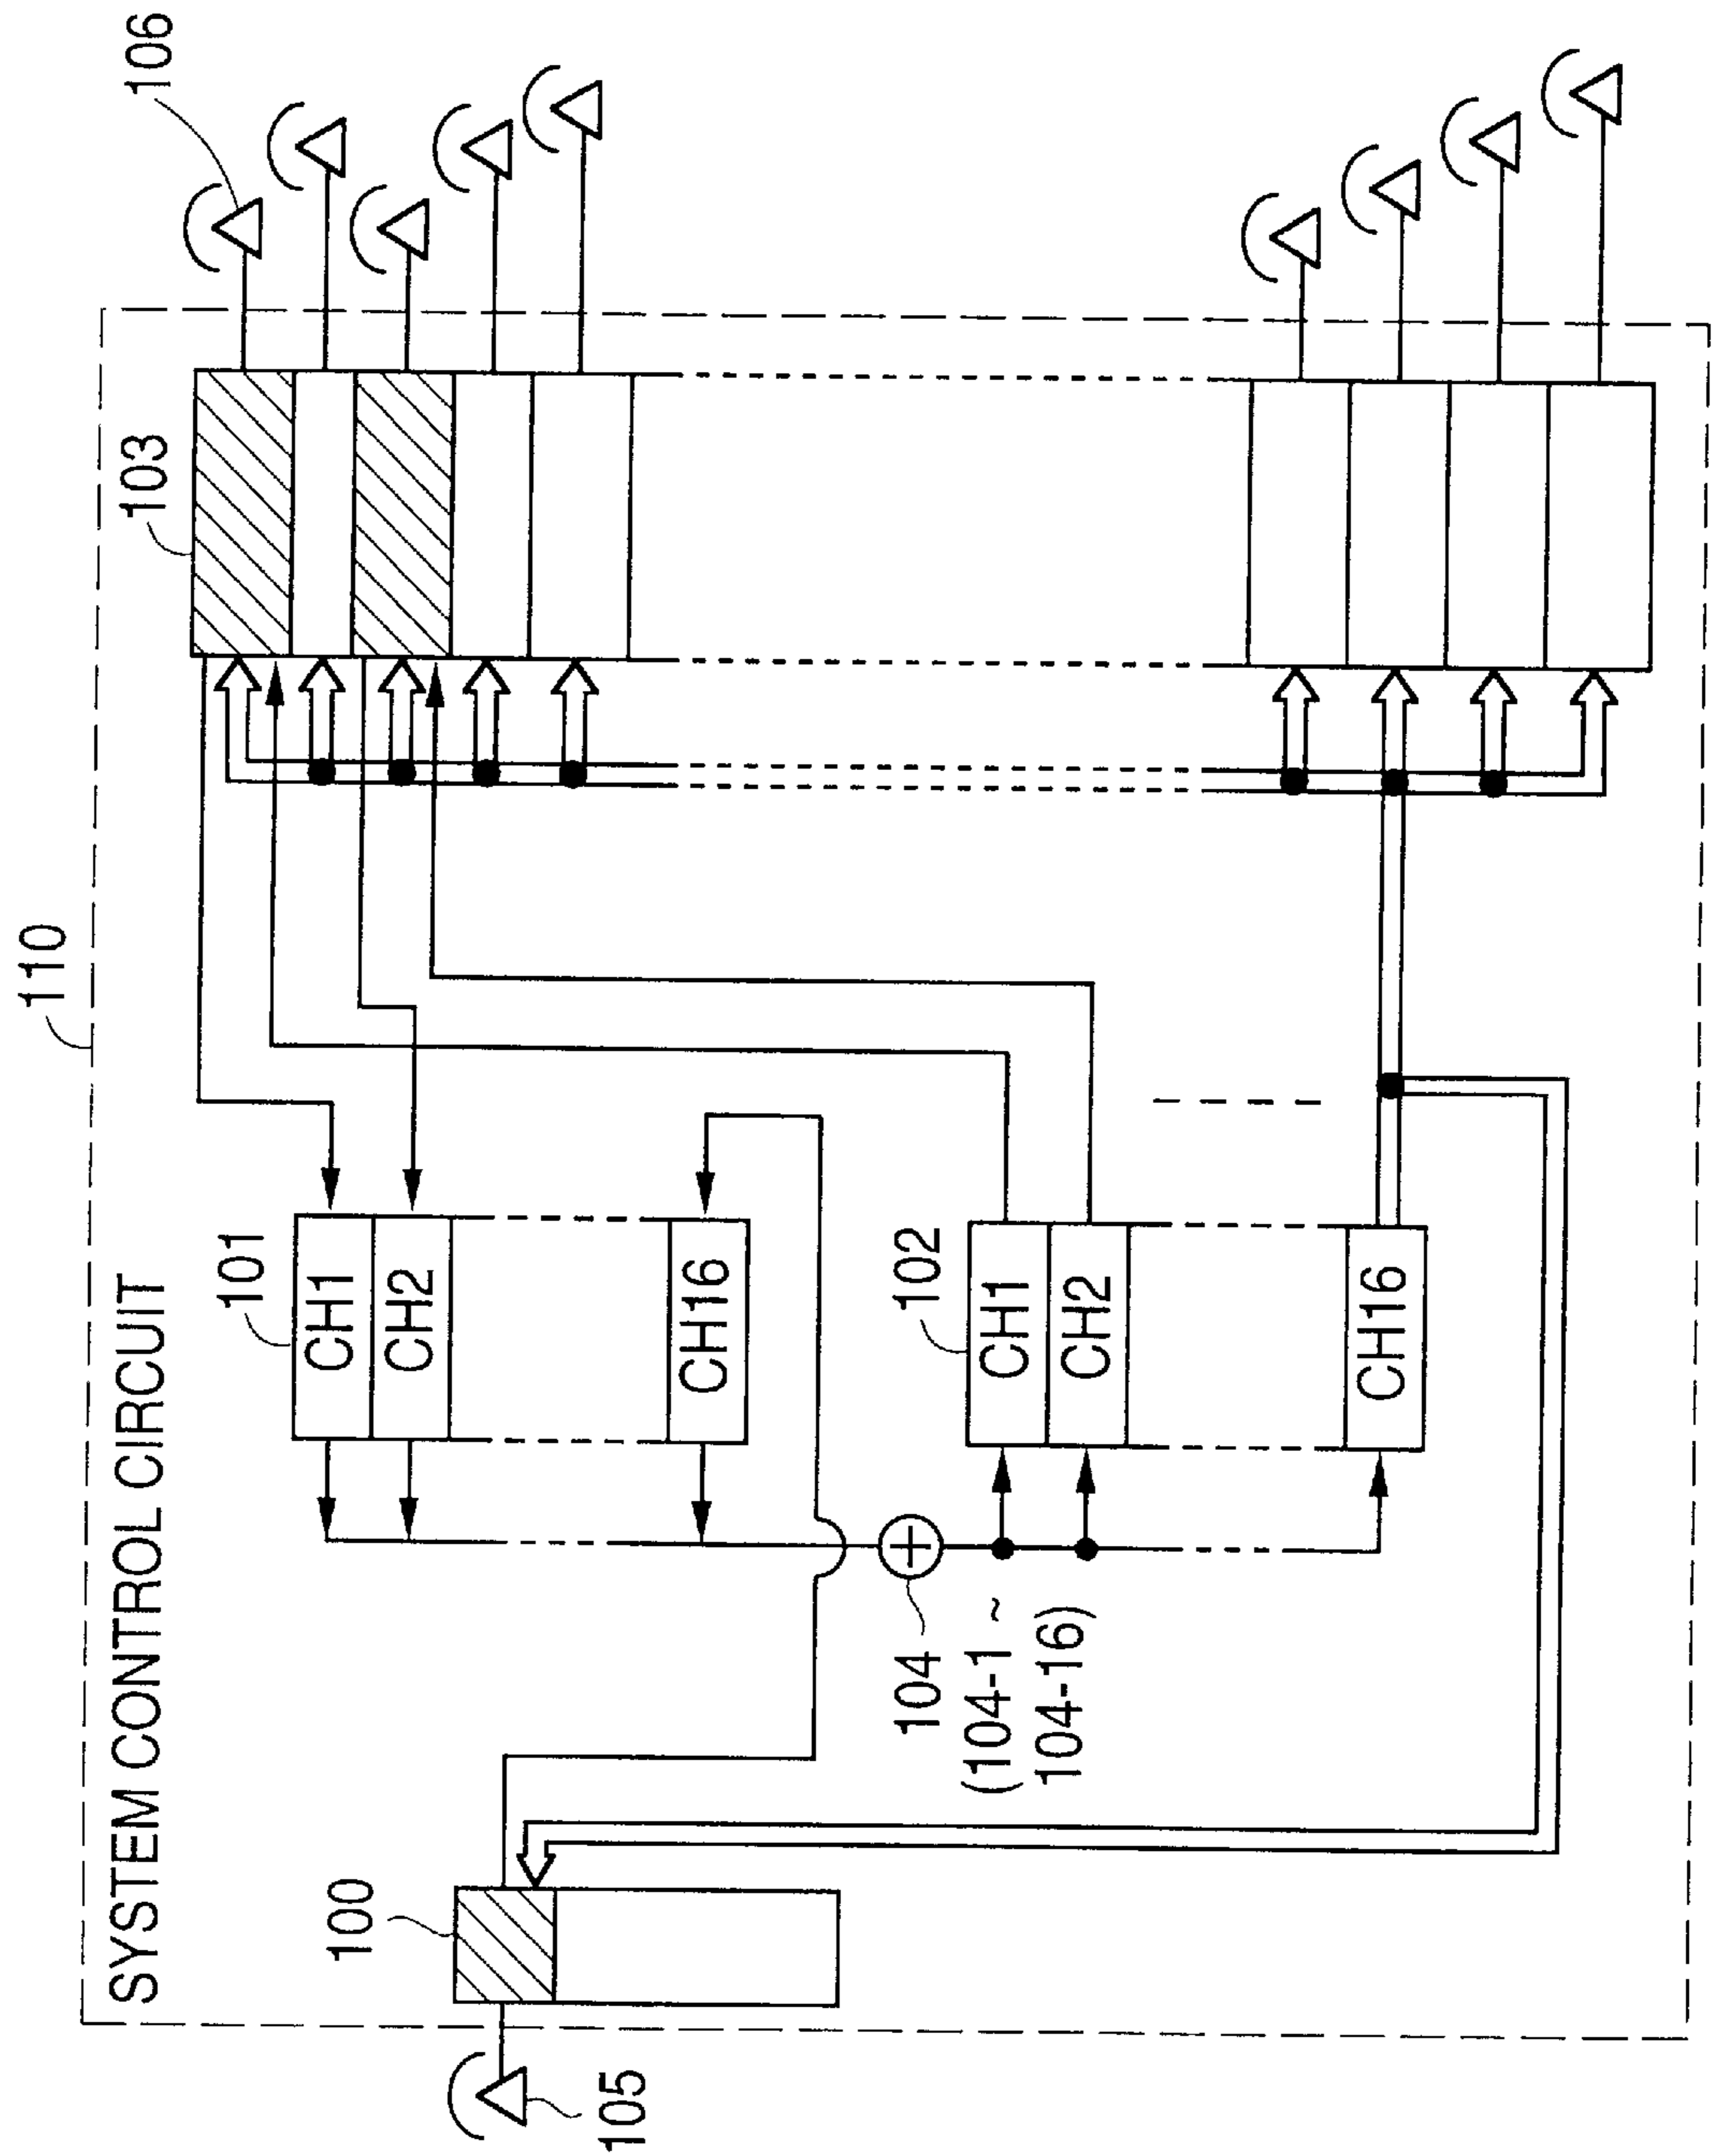 110
SYSTEM CONTROL CIRCUIT
106
103
101
CH1
CH2
CH16
102
CH1
CH2
CH16
104
(104-1 ~
104-16)
100
105